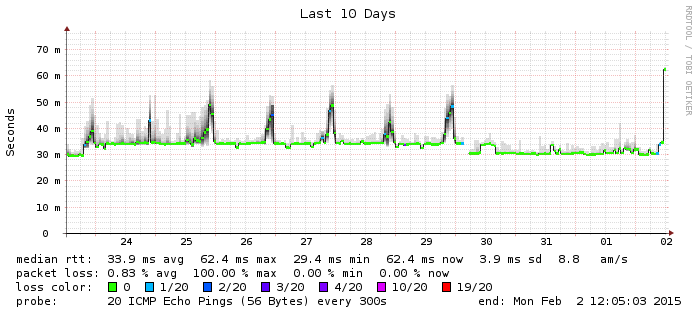 Last 10 Days
RRDTOOL / TOBI OETIKER
Seconds
70 m
60 m
50 m
40 m
30 m
20 m
10 m
0
24 25 26 27 28 29 30 31 01 02
median rtt: 33.9 ms avg 62.4 ms max 29.4 ms min 62.4 ms now 3.9 ms sd 8.8 am/s
packet loss: 0.83 % avg 100.00 % max 0.00 % min 0.00 % now
loss color: 0 1/20 2/20 3/20 4/20 10/20 19/20
probe: 20 ICMP Echo Pings (56 Bytes) every 300s end: Mon Feb 2 12:05:03 2015